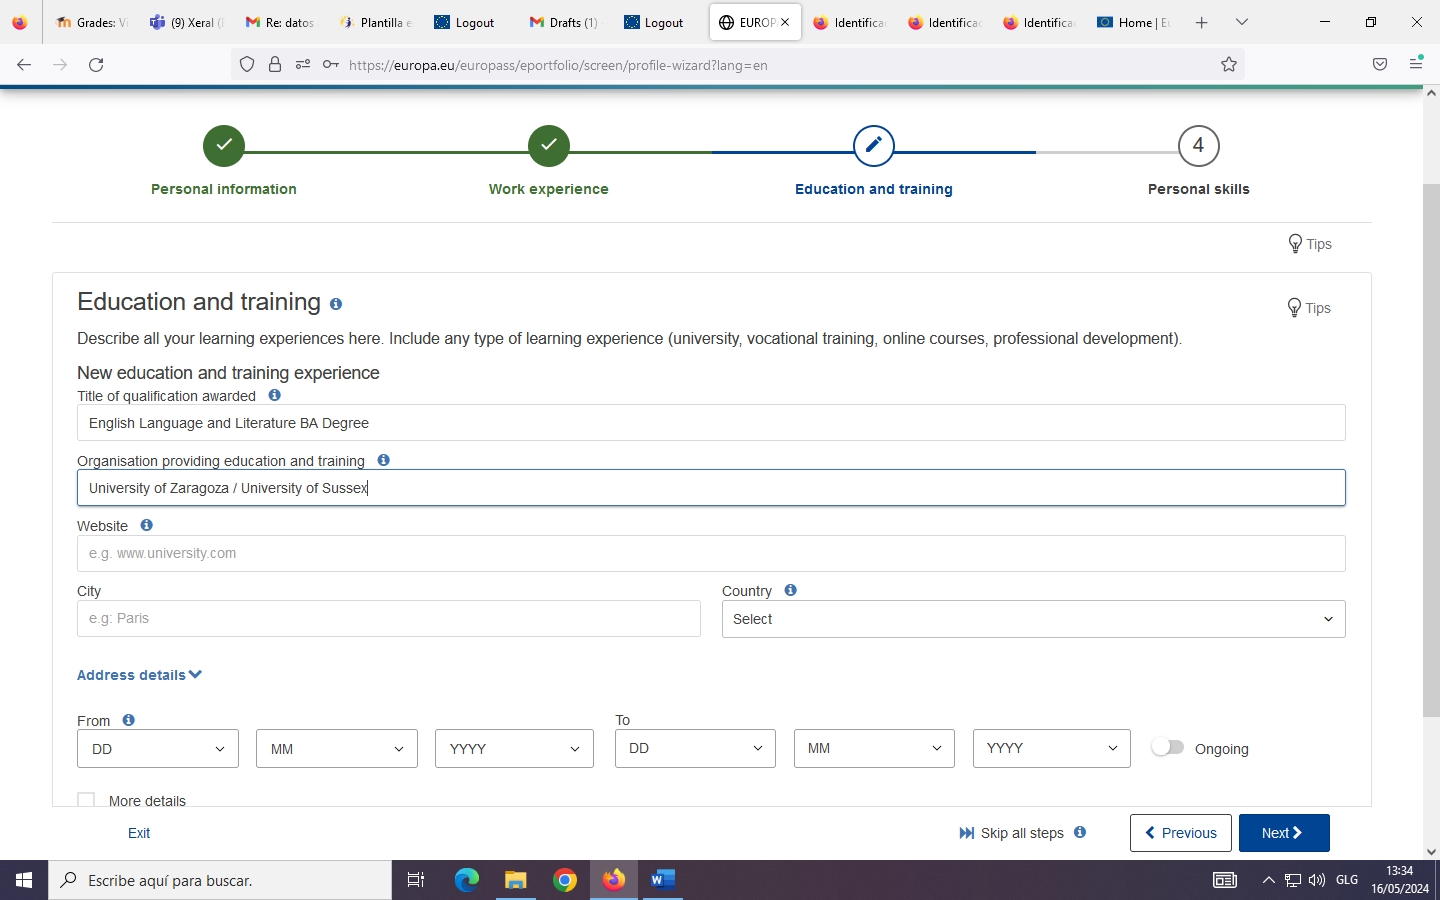 Grades: Vi
(9) Xeral (
Re: datos
Plantilla e
Logout
Drafts (1)
Logout
EUROP
Identificac
Identificac
Identificac
Home | Eu
https://europa.eu/europass/eportfolio/screen/profile-wizard?lang=en
4
Personal information
Work experience
Education and training
Personal skills
Tips
Education and training
Tips
Describe all your learning experiences here. Include any type of learning experience (university, vocational training, online courses, professional development).
New education and training experience
Title of qualification awarded
English Language and Literature BA Degree
Organisation providing education and training
University of Zaragoza / University of Sussex
Website
e.g. www.university.com
City
Country
e.g: Paris
Select
Address details
From
To
DD
MM
YYYY
DD
MM
YYYY
Ongoing
More details
Exit
Skip all steps
Previous
Next
Escribe aquí para buscar.
GLG
13:34
16/05/2024